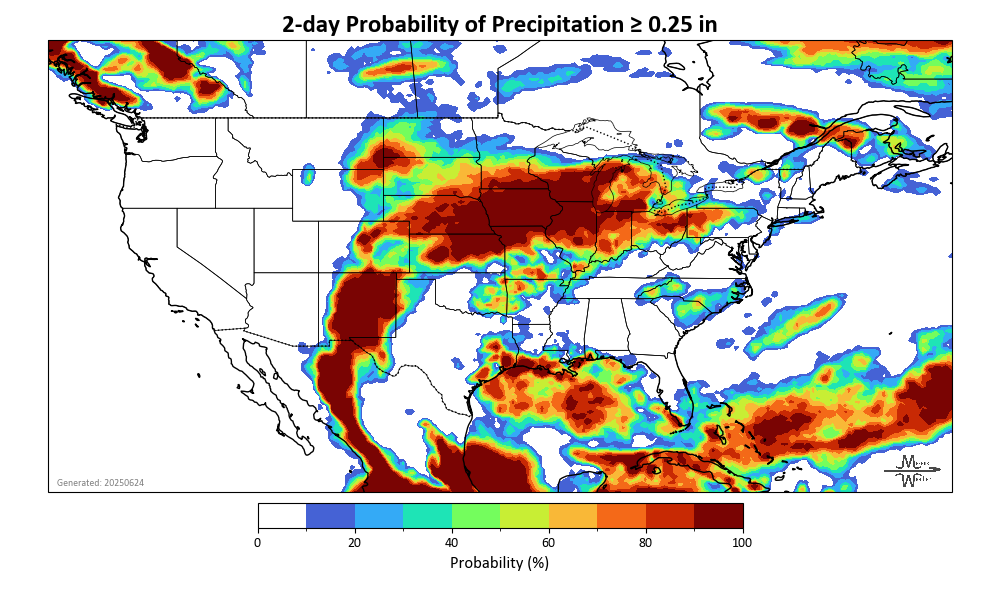 2-day Probability of Precipitation ≥ 0.25 in
Generated: 20250624
0 20 40 60 80 100
Probability (%)